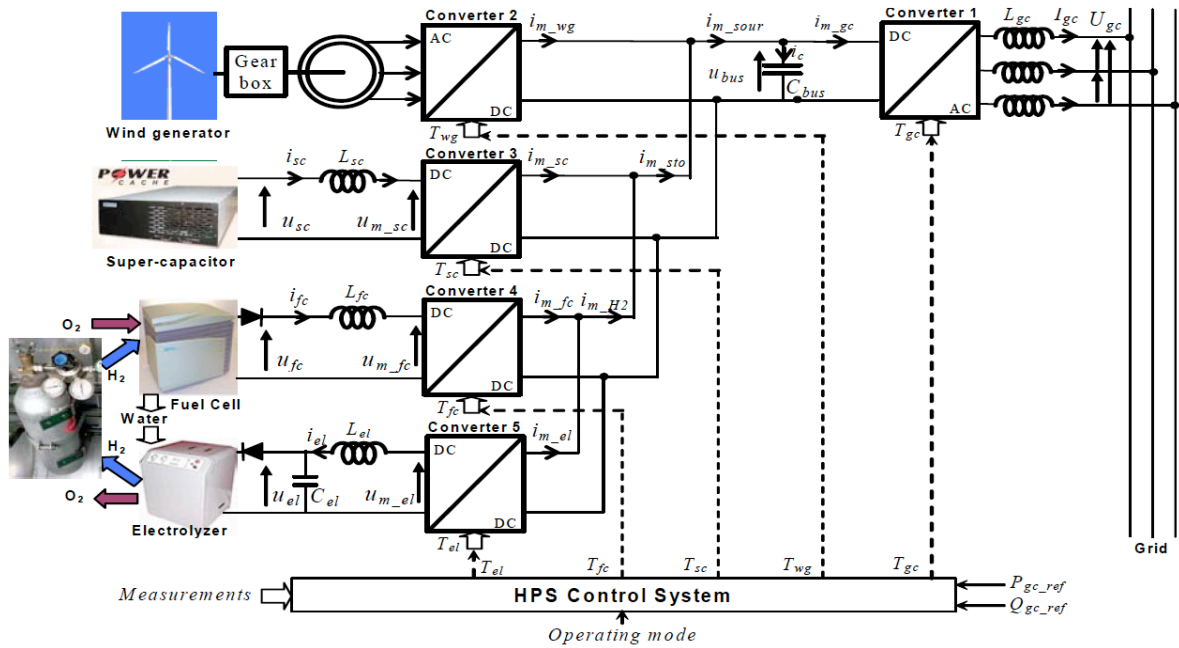 Converter 2
i_m_wg
i_m_sour
i_m_gc
Converter 1
L_gc
I_gc
U_gc
AC
DC
Gear
box
i_c
u_bus
C_bus
DC
AC
Wind generator
T_wg
T_gc
Converter 3
i_sc
L_sc
i_m_sc
i_m_sto
POWER
CACHE
DC
u_sc
u_m_sc
DC
Super-capacitor
T_sc
Converter 4
i_fc
L_fc
i_m_fc
i_m_H2
O2
DC
u_fc
u_m_fc
H2
DC
Fuel Cell
Water
T_fc
Converter 5
i_el
L_el
i_m_el
H2
DC
u_el
C_el
u_m_el
O2
DC
Electrolyzer
T_el
Grid
T_el
T_fc
T_sc
T_wg
T_gc
Measurements
HPS Control System
P_gc_ref
Q_gc_ref
Operating mode